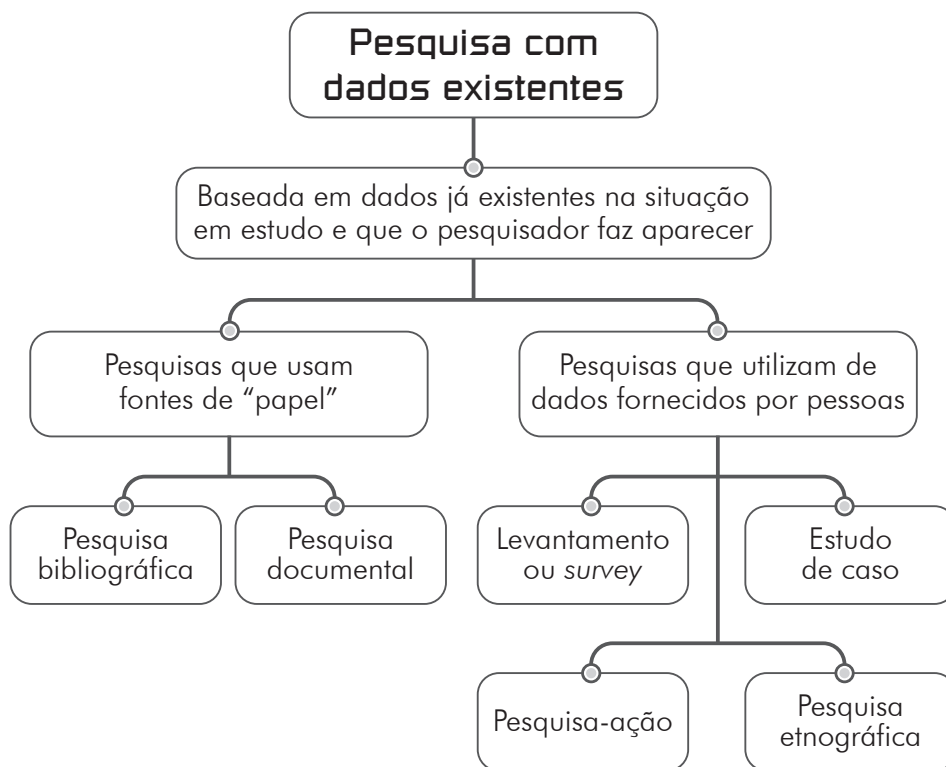 Pesquisa com
dados existentes
Baseada em dados já existentes na situação
em estudo e que o pesquisador faz aparecer
Pesquisas que usam
fontes de “papel”
Pesquisas que utilizam de
dados fornecidos por pessoas
Pesquisa
bibliográfica
Pesquisa
documental
Levantamento
ou survey
Estudo
de caso
Pesquisa-ação
Pesquisa
etnográfica